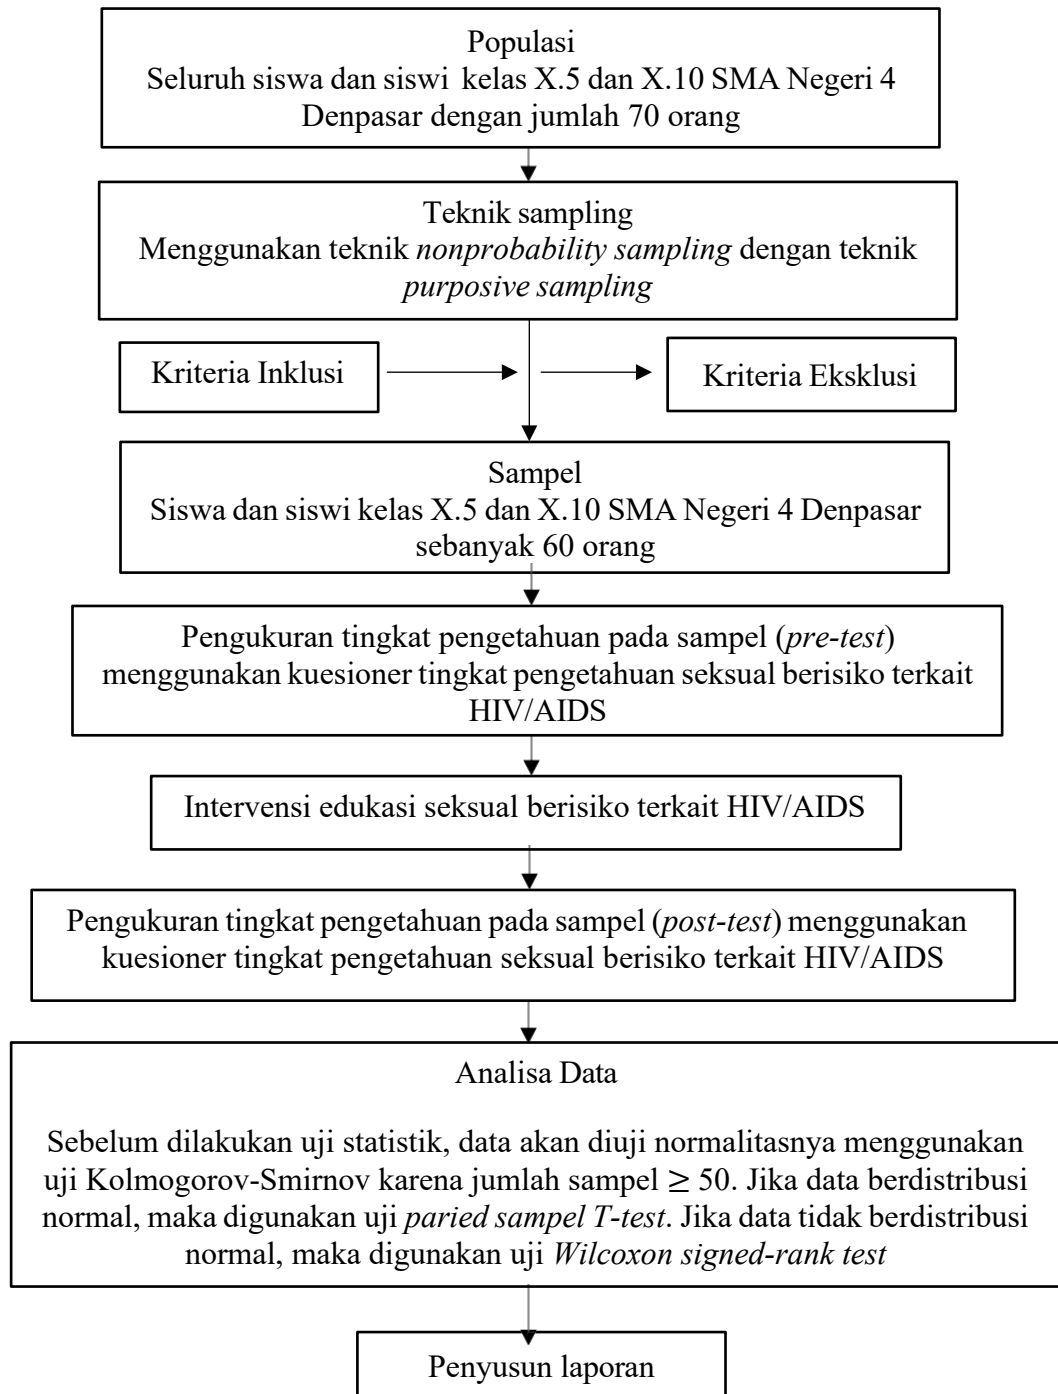 Populasi
Seluruh siswa dan siswi kelas X.5 dan X.10 SMA Negeri 4
Denpasar dengan jumlah 70 orang
Teknik sampling
Menggunakan teknik nonprobability sampling dengan teknik
purposive sampling
Kriteria Inklusi
Kriteria Eksklusi
Sampel
Siswa dan siswi kelas X.5 dan X.10 SMA Negeri 4 Denpasar
sebanyak 60 orang
Pengukuran tingkat pengetahuan pada sampel (pre-test)
menggunakan kuesioner tingkat pengetahuan seksual berisiko terkait
HIV/AIDS
Intervensi edukasi seksual berisiko terkait HIV/AIDS
Pengukuran tingkat pengetahuan pada sampel (post-test) menggunakan
kuesioner tingkat pengetahuan seksual berisiko terkait HIV/AIDS
Analisa Data
Sebelum dilakukan uji statistik, data akan diuji normalitasnya menggunakan
uji Kolmogorov-Smirnov karena jumlah sampel ≥ 50. Jika data berdistribusi
normal, maka digunakan uji paried sampel T-test. Jika data tidak berdistribusi
normal, maka digunakan uji Wilcoxon signed-rank test
Penyusun laporan